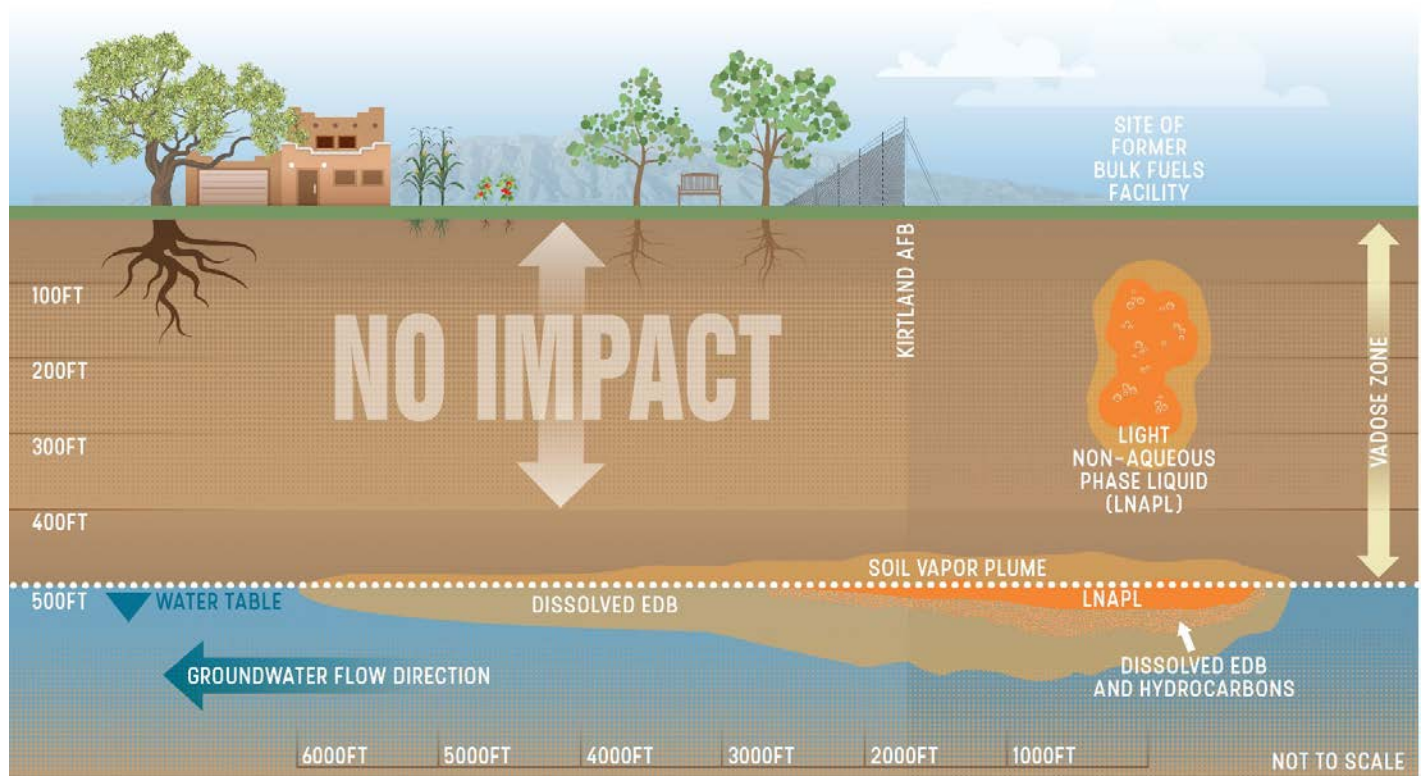 SITE OF
FORMER
BULK FUELS
FACILITY
KIRTLAND AFB
100FT
200FT
300FT
400FT
500FT
NO IMPACT
VADOSE ZONE
LIGHT
NON-AQUEOUS
PHASE LIQUID
(LNAPL)
SOIL VAPOR PLUME
WATER TABLE
DISSOLVED EDB
LNAPL
GROUNDWATER FLOW DIRECTION
DISSOLVED EDB
AND HYDROCARBONS
6000FT
5000FT
4000FT
3000FT
2000FT
1000FT
NOT TO SCALE